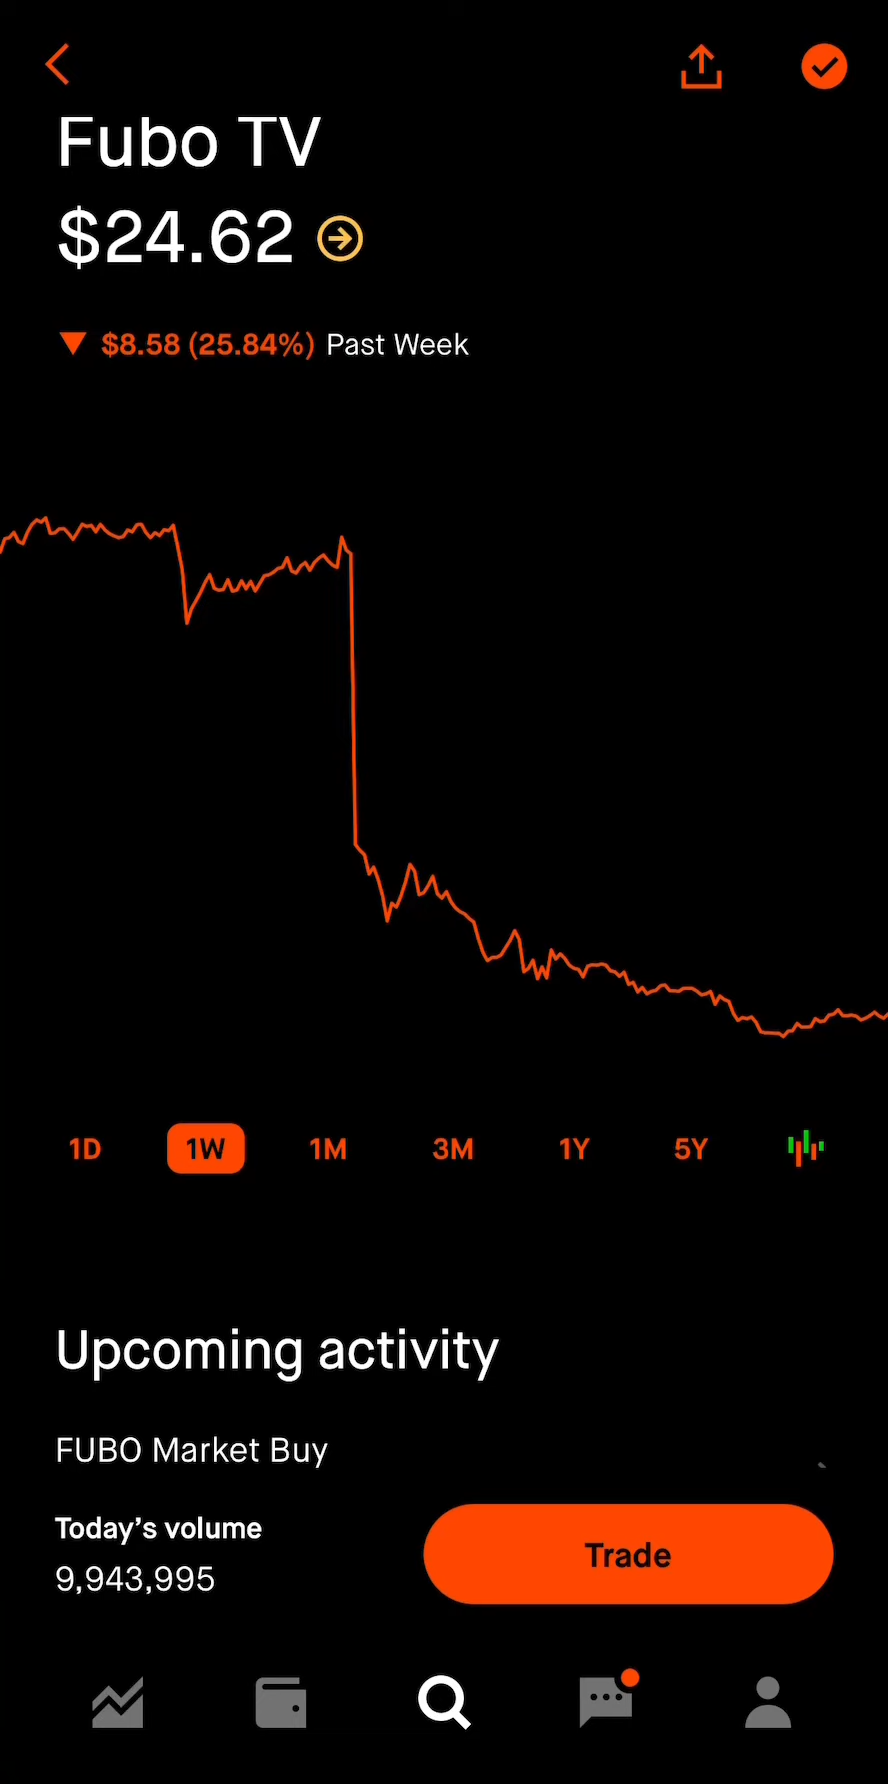 Fubo TV
$24.62
▼ $8.58 (25.84%) Past Week
1D 1W 1M 3M 1Y 5Y
Upcoming activity
FUBO Market Buy
Today's volume
9,943,995
Trade